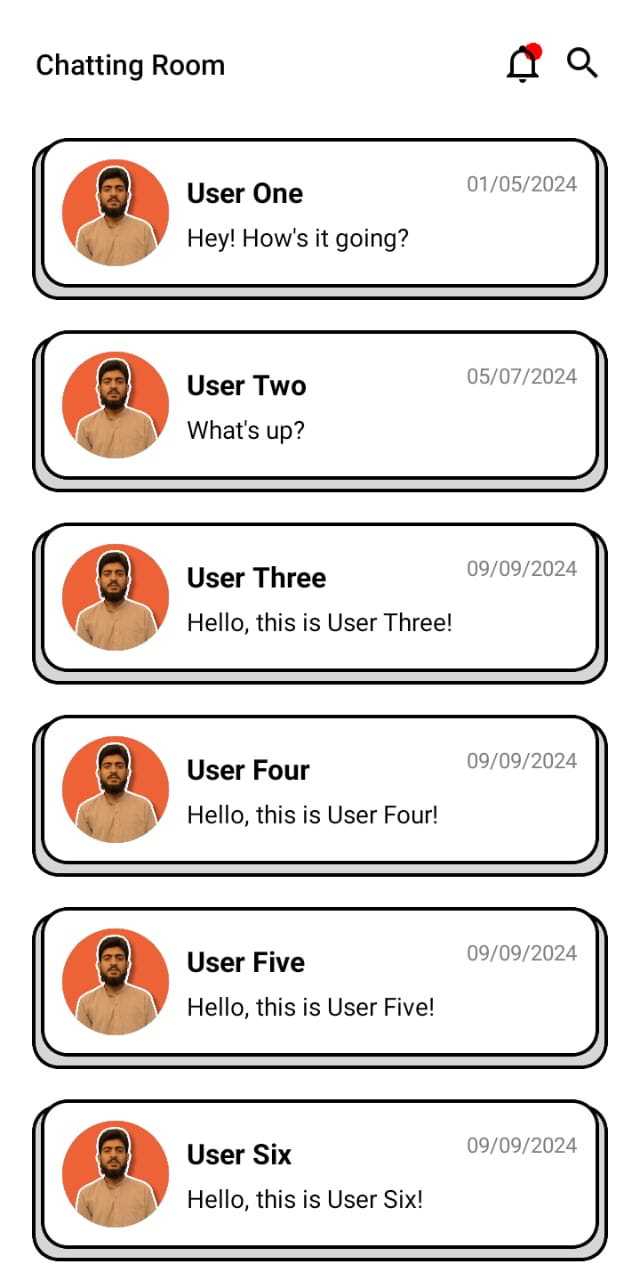 Chatting Room
User One
01/05/2024
Hey! How's it going?
User Two
05/07/2024
What's up?
User Three
09/09/2024
Hello, this is User Three!
User Four
09/09/2024
Hello, this is User Four!
User Five
09/09/2024
Hello, this is User Five!
User Six
09/09/2024
Hello, this is User Six!